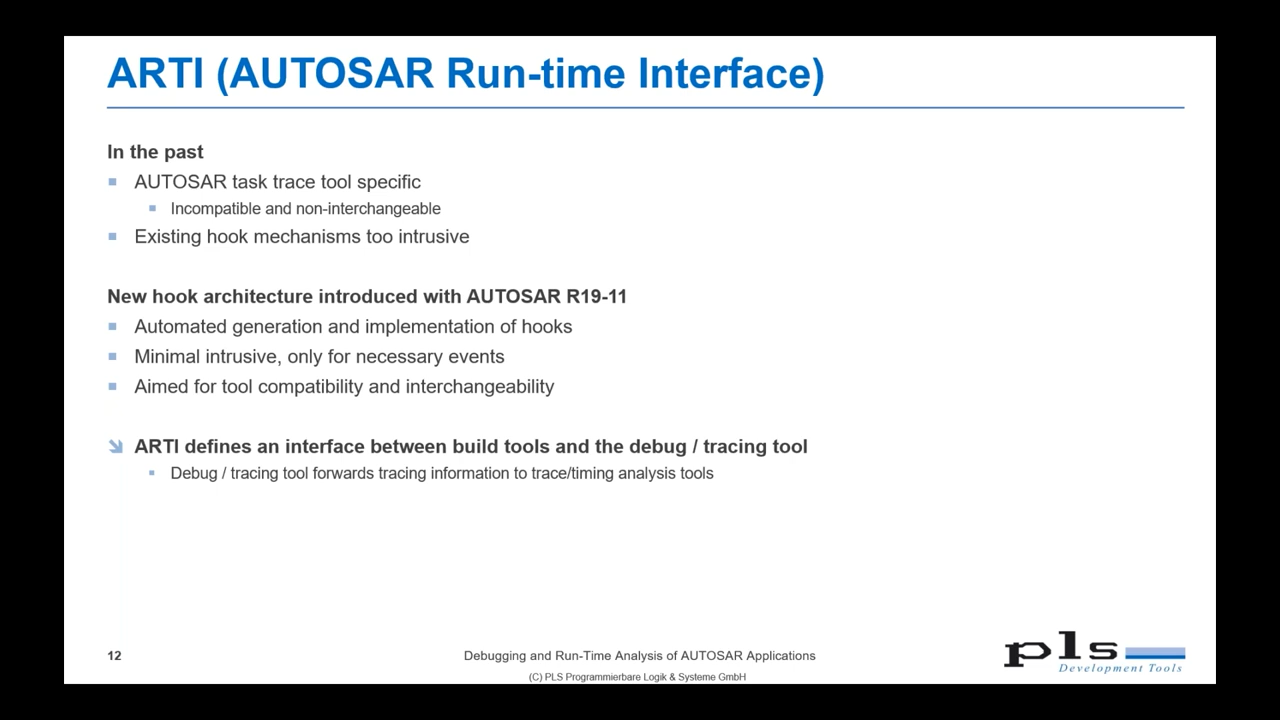 ARTI (AUTOSAR Run-time Interface)
In the past
AUTOSAR task trace tool specific
Incompatible and non-interchangeable
Existing hook mechanisms too intrusive
New hook architecture introduced with AUTOSAR R19-11
Automated generation and implementation of hooks
Minimal intrusive, only for necessary events
Aimed for tool compatibility and interchangeability
ARTI defines an interface between build tools and the debug / tracing tool
Debug / tracing tool forwards tracing information to trace/timing analysis tools
12
Debugging and Run-Time Analysis of AUTOSAR Applications
(C) PLS Programmierbare Logik & Systeme GmbH
pls
Development Tools